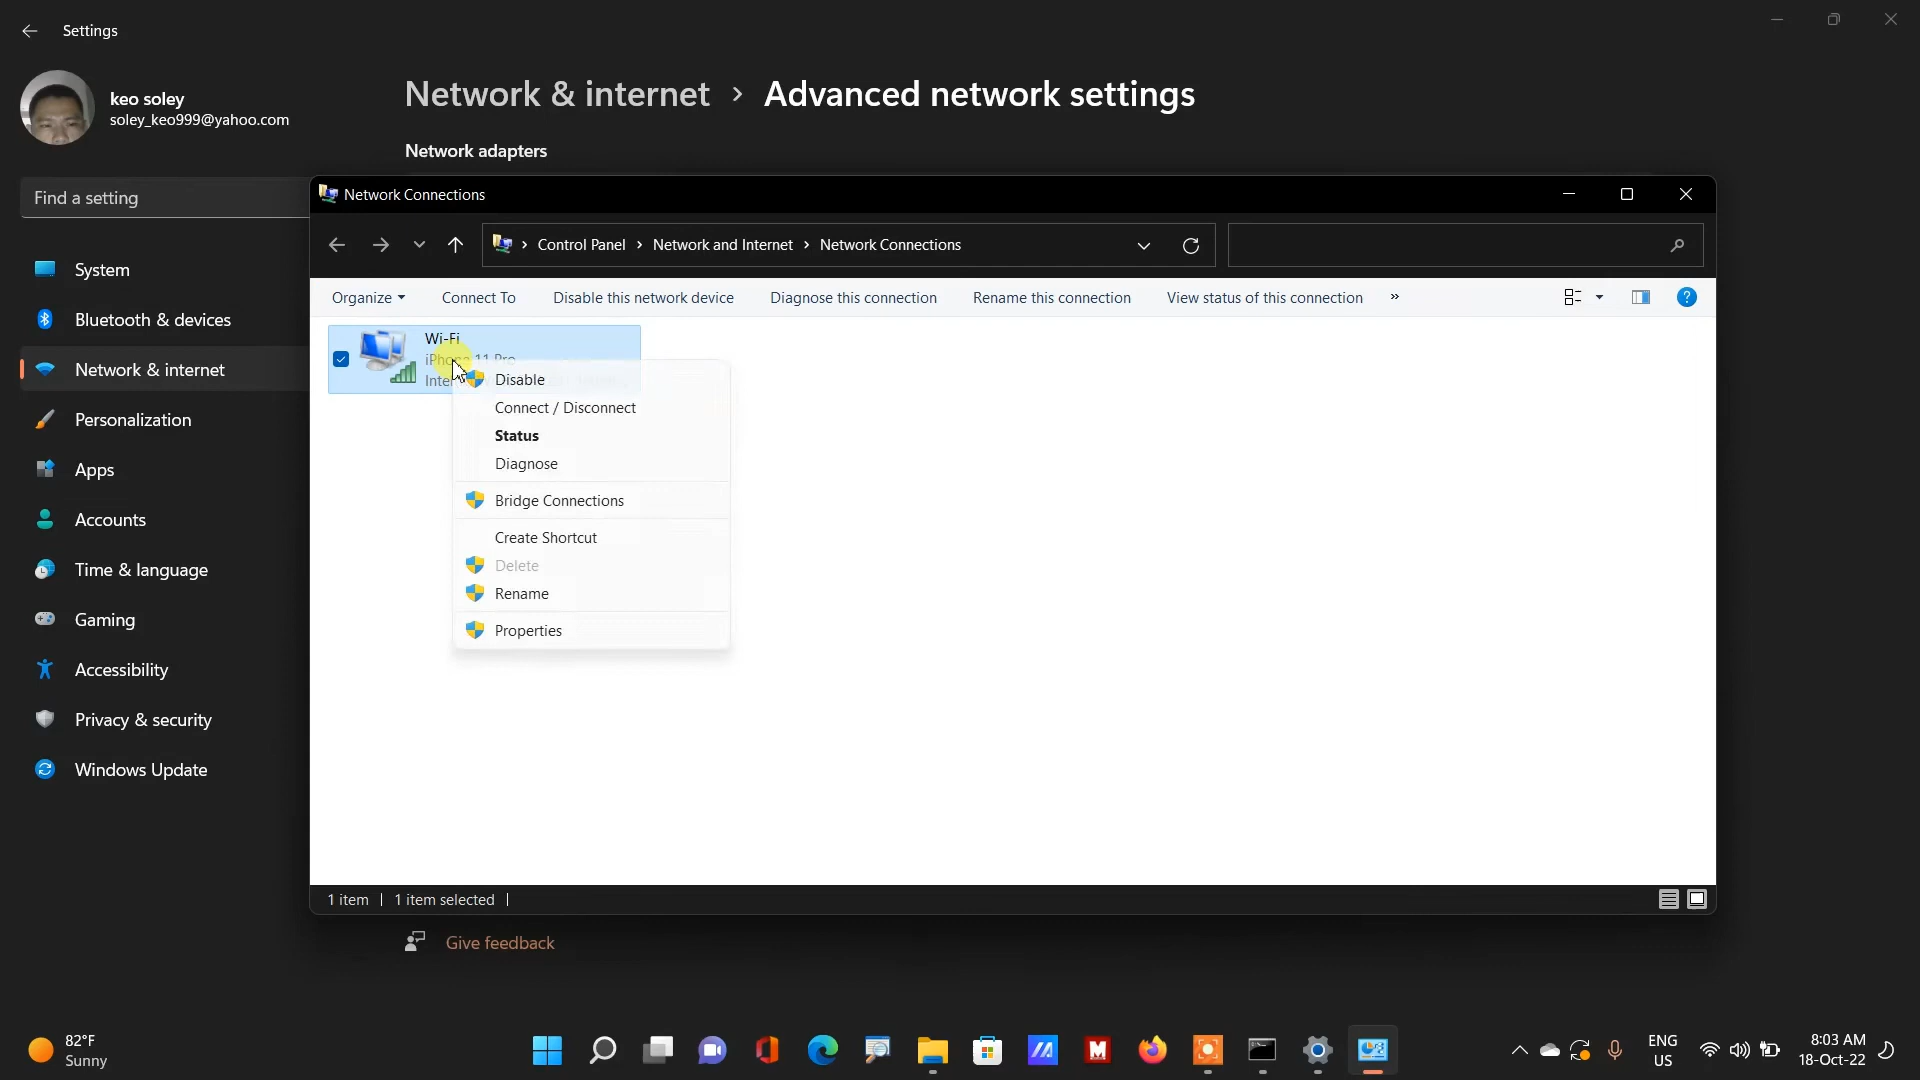 Settings
keo soley
soley_keo999@yahoo.com
Network & internet › Advanced network settings
Network adapters
Find a setting
System
Bluetooth & devices
Network & internet
Personalization
Apps
Accounts
Time & language
Gaming
Accessibility
Privacy & security
Windows Update
Network Connections
Control Panel › Network and Internet › Network Connections
Organize
Connect To
Disable this network device
Diagnose this connection
Rename this connection
View status of this connection
»
Wi-Fi
iPhone 11 Pro
Disable
Connect / Disconnect
Status
Diagnose
Bridge Connections
Create Shortcut
Delete
Rename
Properties
1 item
1 item selected
Give feedback
82°F
Sunny
ENG
US
8:03 AM
18-Oct-22